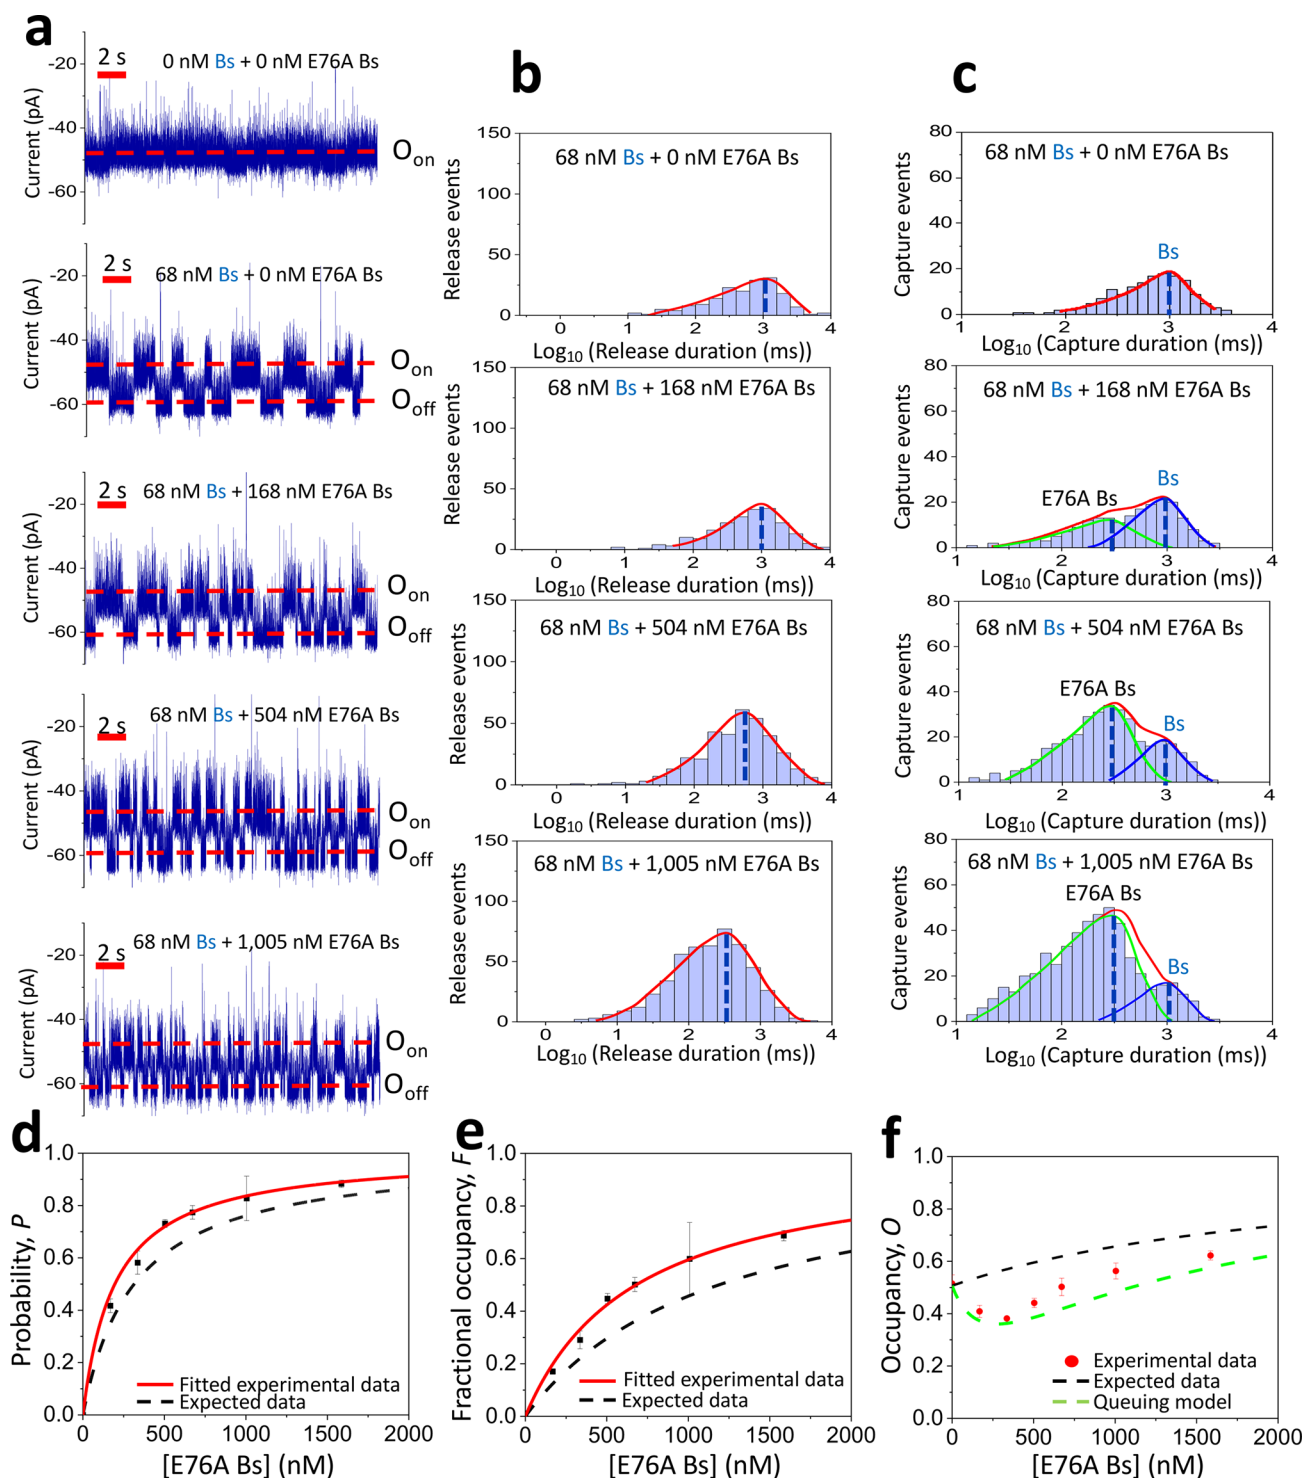 a
2 s
0 nM Bs + 0 nM E76A Bs
-20
-40
-60
Current (pA)
O on
2 s
68 nM Bs + 0 nM E76A Bs
-20
-40
-60
Current (pA)
O on
O off
2 s
68 nM Bs + 168 nM E76A Bs
-20
-40
-60
Current (pA)
O on
O off
2 s
68 nM Bs + 504 nM E76A Bs
-20
-40
-60
Current (pA)
O on
O off
2 s
68 nM Bs + 1,005 nM E76A Bs
-20
-40
-60
Current (pA)
O on
O off
b
68 nM Bs + 0 nM E76A Bs
150
100
50
0
Release events
0 1 2 3 4
Log10 (Release duration (ms))
68 nM Bs + 168 nM E76A Bs
150
100
50
0
Release events
0 1 2 3 4
Log10 (Release duration (ms))
68 nM Bs + 504 nM E76A Bs
150
100
50
0
Release events
0 1 2 3 4
Log10 (Release duration (ms))
68 nM Bs + 1,005 nM E76A Bs
150
100
50
0
Release events
0 1 2 3 4
Log10 (Release duration (ms))
c
68 nM Bs + 0 nM E76A Bs
Bs
80
60
40
20
0
Capture events
1 2 3 4
Log10 (Capture duration (ms))
68 nM Bs + 168 nM E76A Bs
E76A Bs
Bs
80
60
40
20
0
Capture events
1 2 3 4
Log10 (Capture duration (ms))
68 nM Bs + 504 nM E76A Bs
E76A Bs
Bs
80
60
40
20
0
Capture events
1 2 3 4
Log10 (Capture duration (ms))
68 nM Bs + 1,005 nM E76A Bs
E76A Bs
Bs
80
60
40
20
0
Capture events
1 2 3 4
Log10 (Capture duration (ms))
d
1.0
0.8
0.6
0.4
0.2
0.0
Probability, P
Fitted experimental data
Expected data
0 500 1000 1500 2000
[E76A Bs] (nM)
e
1.0
0.8
0.6
0.4
0.2
0.0
Fractional occupancy, F
Fitted experimental data
Expected data
0 500 1000 1500 2000
[E76A Bs] (nM)
f
1.0
0.8
0.6
0.4
0.2
0.0
Occupancy, O
Experimental data
Expected data
Queuing model
0 500 1000 1500 2000
[E76A Bs] (nM)